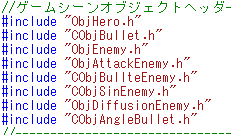 //ゲームシーンオブジェクトヘッダー
#include "ObjHero.h"
#include "CObjBullet.h"
#include "ObjEnemy.h"
#include "ObjAttackEnemy.h"
#include "CObjBullteEnemy.h"
#include "CObjSinEnemy.h"
#include "ObjDiffusionEnemy.h"
#include "CObjAngleBullet.h"
//------------------------------